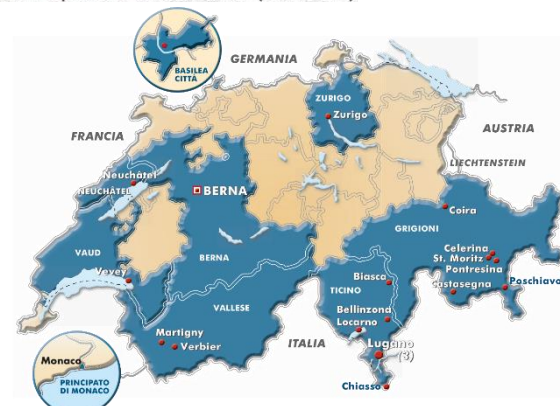 BASILEA
CITTÀ
GERMANIA
ZURIGO
Zurigo
FRANCIA
AUSTRIA
LIECHTENSTEIN
Neuchâtel
NEUCHÂTEL
BERNA
Coira
GRIGIONI
VAUD
BERNA
Celerina
St. Moritz
Pontresina
Vevey
Biasca
TICINO
Castasegna
Poschiavo
VALLESE
Bellinzona
Locarno
Martigny
Verbier
ITALIA
Lugano
(3)
Monaco
PRINCIPATO
DI MONACO
Chiasso